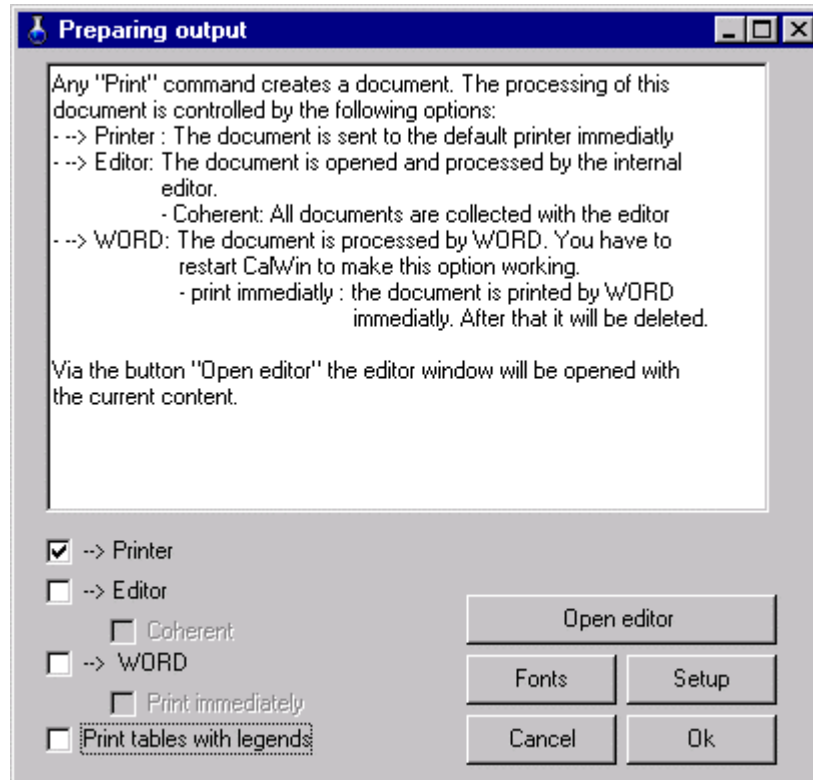 Preparing output
Any "Print" command creates a document. The processing of this
document is controlled by the following options:
- --> Printer : The document is sent to the default printer immediatly
- --> Editor: The document is opened and processed by the internal
editor.
- Coherent: All documents are collected with the editor
- --> WORD: The document is processed by WORD. You have to
restart CalWin to make this option working.
- print immediatly : the document is printed by WORD
immediatly. After that it will be deleted.
Via the button "Open editor" the editor window will be opened with
the current content.
--> Printer
--> Editor
Coherent
--> WORD
Print immediately
Print tables with legends
Open editor
Fonts
Setup
Cancel
Ok